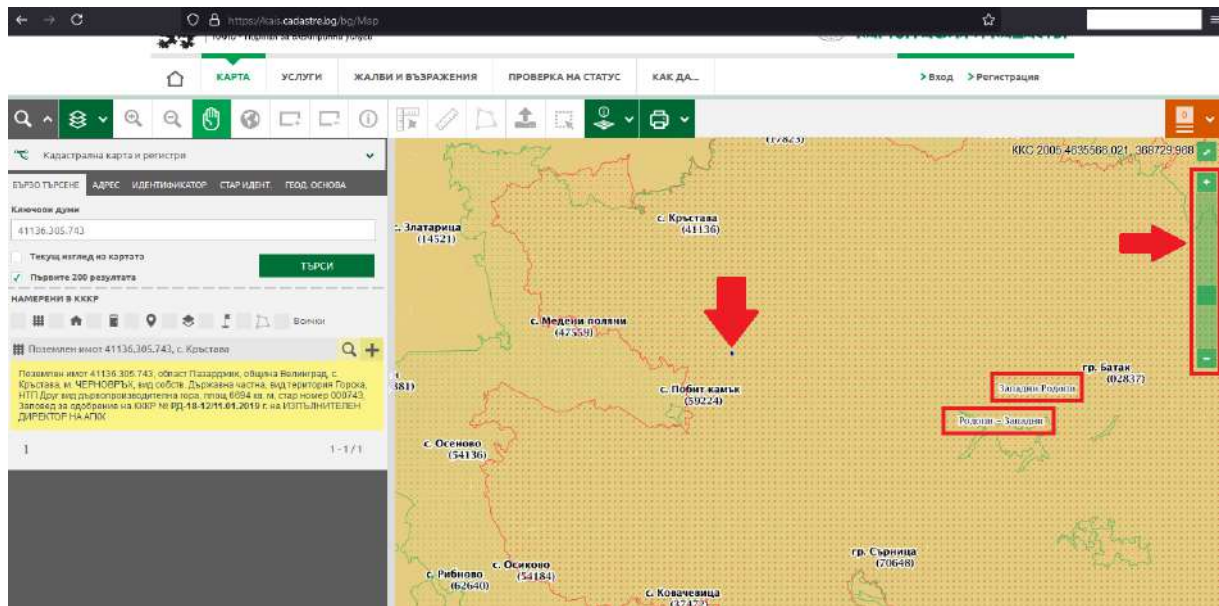 https://kais.cadastre.bg/bg/Map
КАРТА
УСЛУГИ
ЖАЛБИ И ВЪЗРАЖЕНИЯ
ПРОВЕРКА НА СТАТУС
КАК ДА...
> Вход
> Регистрация
0
Кадастрална карта и регистри
БЪРЗО ТЪРСЕНЕ
АДРЕС
ИДЕНТИФИКАТОР
СТАР ИДЕНТ.
ГЕОД. ОСНОВА
Ключови думи
41136.305.743
Текущ изглед на картата
Първите 200 резултата
ТЪРСИ
НАМЕРЕНИ В КККР
Всички
Поземлен имот 41136.305.743, с. Кръстава
Поземлен имот 41136.305.743, област Пазарджик, община Велинград, с.
Кръстава, м. ЧЕРНОВРЪХ, вид собств. Държавна частна, вид територия Горска,
НТП Друг вид дървопроизводителна гора, площ 6694 кв. м, стар номер 000743,
Заповед за одобрение на КККР № РД-18-12/11.01.2019 г. на ИЗПЪЛНИТЕЛЕН
ДИРЕКТОР НА АГКК
1
1-1/1
(17823)
ККС 2005 4635568.021, 368729.968
с. Златарица
(14521)
с. Кръстава
(41136)
с. Медени поляни
(47559)
381)
с. Побит камък
(59224)
гр. Батак
(02837)
Западни Родопи
Родопи – Западни
с. Осеново
(54136)
гр. Сърница
(70648)
с. Осиково
(54184)
с. Рибново
(62640)
с. Ковачевица
(37472)